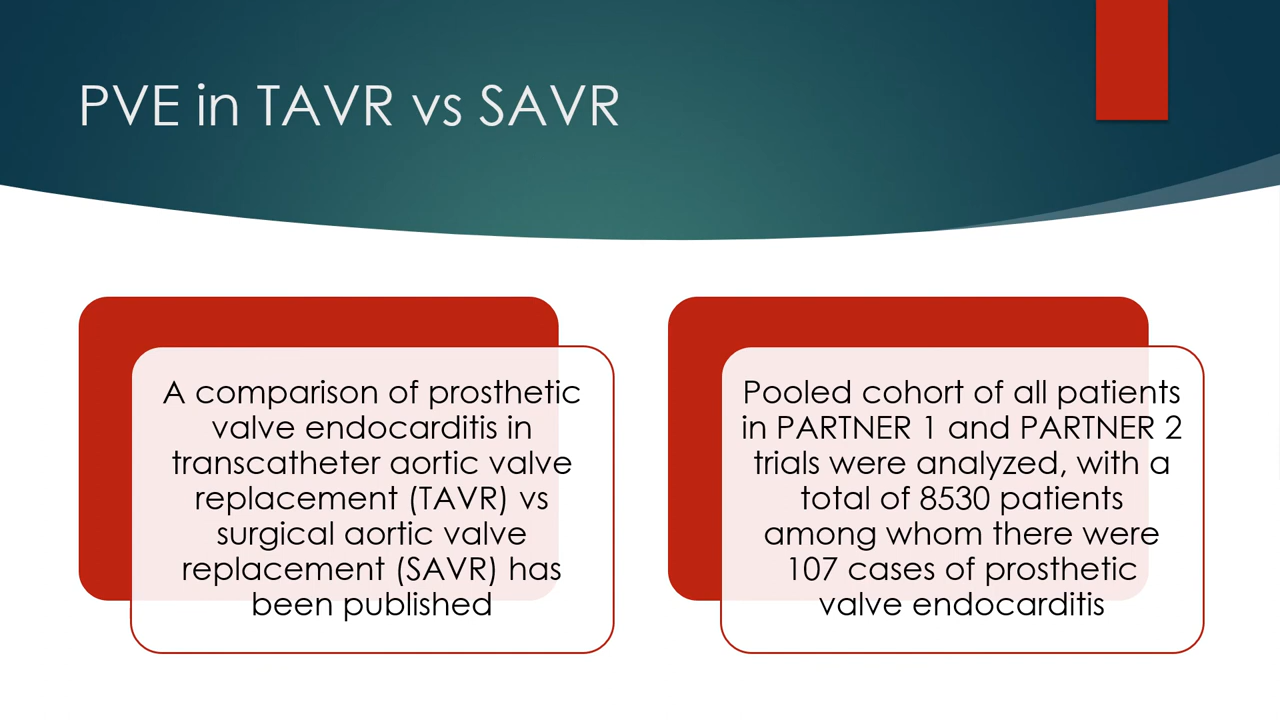 PVE in TAVR vs SAVR
A comparison of prosthetic
valve endocarditis in
transcatheter aortic valve
replacement (TAVR) vs
surgical aortic valve
replacement (SAVR) has
been published
Pooled cohort of all patients
in PARTNER 1 and PARTNER 2
trials were analyzed, with a
total of 8530 patients
among whom there were
107 cases of prosthetic
valve endocarditis